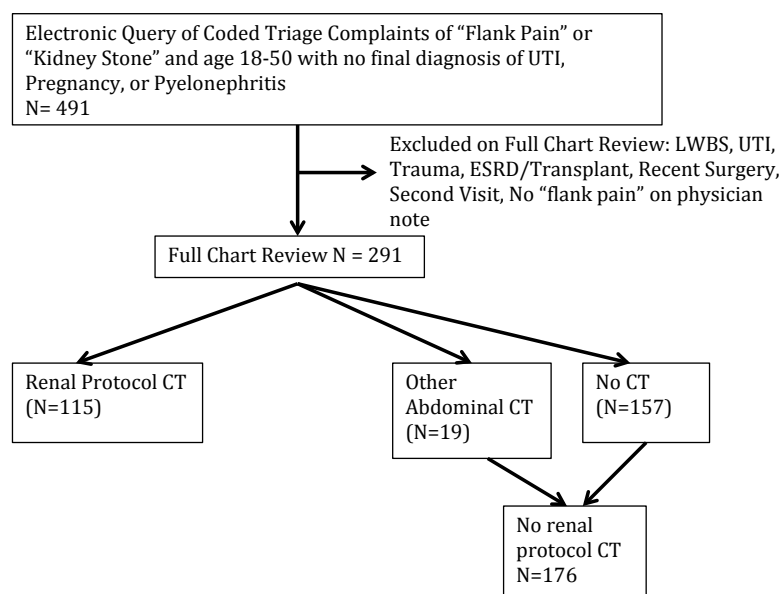 Electronic Query of Coded Triage Complaints of “Flank Pain” or
“Kidney Stone” and age 18-50 with no final diagnosis of UTI,
Pregnancy, or Pyelonephritis
N= 491
Excluded on Full Chart Review: LWBS, UTI,
Trauma, ESRD/Transplant, Recent Surgery,
Second Visit, No “flank pain” on physician
note
Full Chart Review N = 291
Renal Protocol CT
(N=115)
Other
Abdominal CT
(N=19)
No CT
(N=157)
No renal
protocol CT
N=176